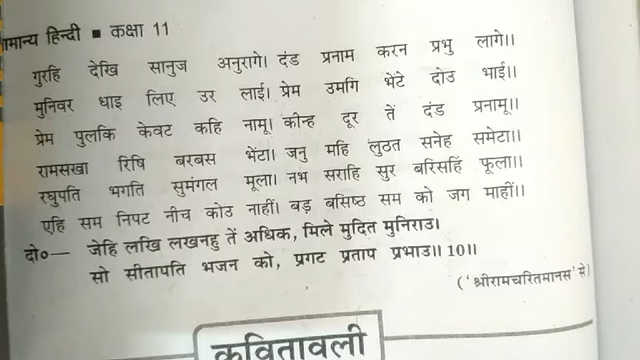 सामान्य हिन्दी ■ कक्षा 11
गुरहि देखि सानुज अनुरागे। दंड प्रनाम करन प्रभु लागे।।
मुनिवर धाइ लिए उर लाई। प्रेम उमगि भेंटे दोउ भाई।।
प्रेम पुलकि केवट कहि नामू। कीन्ह दूर तें दंड प्रनामू।।
रामसखा रिषि बरबस भेंटा। जनु महि लुठत सनेह समेटा।।
रघुपति भगति सुमंगल मूला। नभ सराहि सुर बरिसहिं फूला।।
एहि सम निपट नीच कोउ नाहीं। बड़ बसिष्ठ सम को जग माहीं।।
दो०— जेहि लखि लखनहु तें अधिक, मिले मुदित मुनिराउ।
सो सीतापति भजन को, प्रगट प्रताप प्रभाउ।। 10।।
('श्रीरामचरितमानस' से)
कवितावली